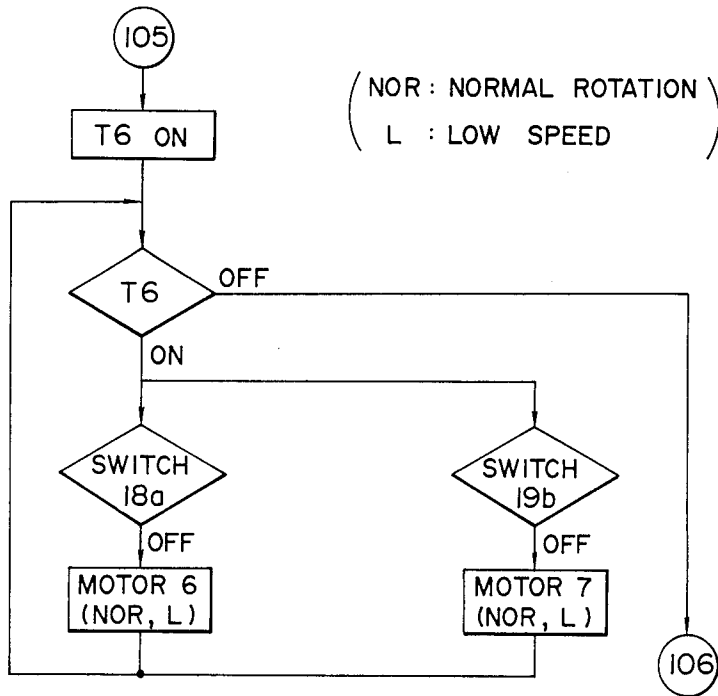 105
NOR : NORMAL ROTATION
L : LOW SPEED
T6 ON
T6
OFF
ON
SWITCH
18a
SWITCH
19b
OFF
OFF
MOTOR 6
(NOR, L)
MOTOR 7
(NOR, L)
106